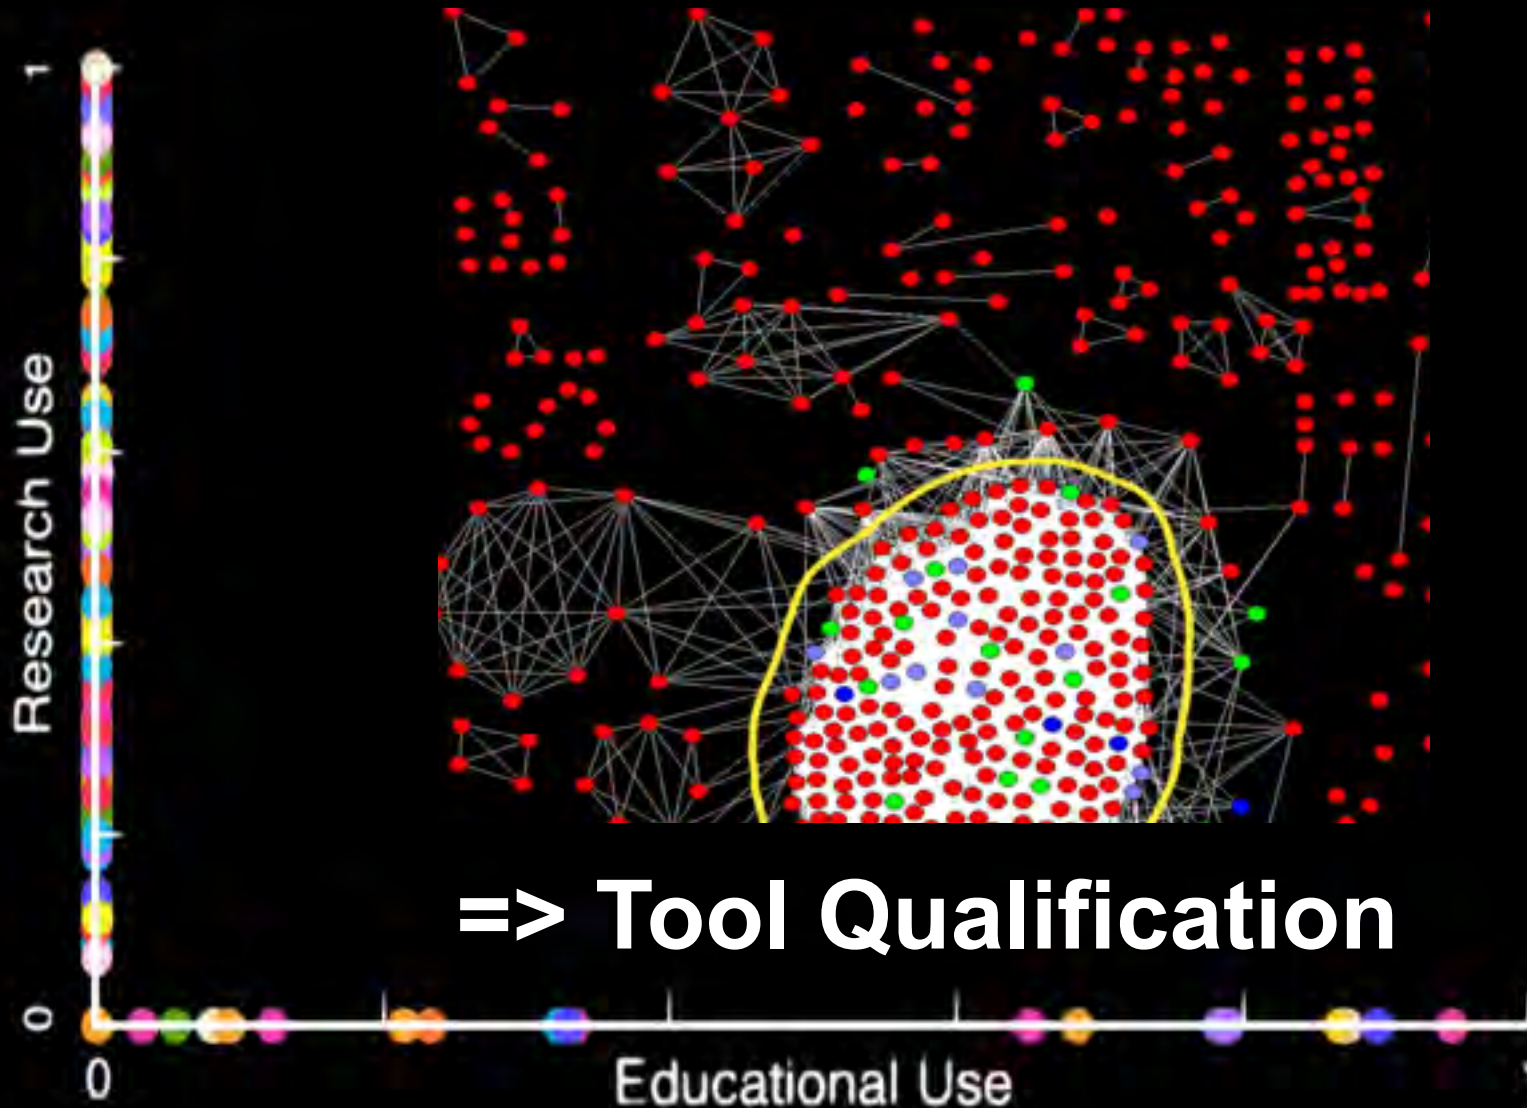 1
Research Use
0
=> Tool Qualification
0
Educational Use